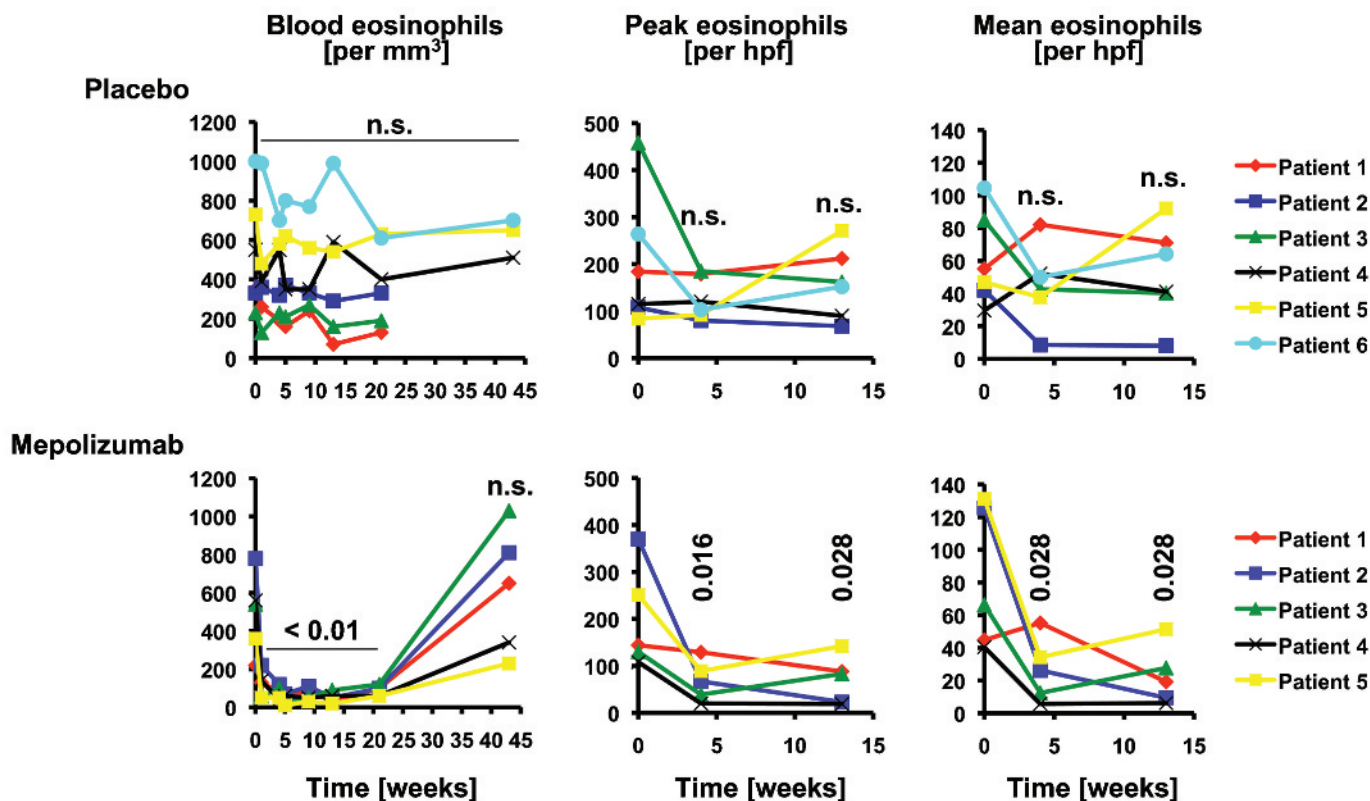 Blood eosinophils
[per mm³]
Peak eosinophils
[per hpf]
Mean eosinophils
[per hpf]
Placebo
1200
1000
800
600
400
200
0
n.s.
0 5 10 15 20 25 30 35 40 45
500
400
300
200
100
0
n.s.
n.s.
0 5 10 15
140
120
100
80
60
40
20
0
n.s.
n.s.
0 5 10 15
Patient 1
Patient 2
Patient 3
Patient 4
Patient 5
Patient 6
Mepolizumab
1200
1000
800
600
400
200
0
< 0.01
n.s.
0 5 10 15 21 25 30 35 40 45
500
400
300
200
100
0
0.016
0.028
0 5 10 15
140
120
100
80
60
40
20
0
0.028
0.028
0 5 10 15
Patient 1
Patient 2
Patient 3
Patient 4
Patient 5
Time [weeks]
Time [weeks]
Time [weeks]